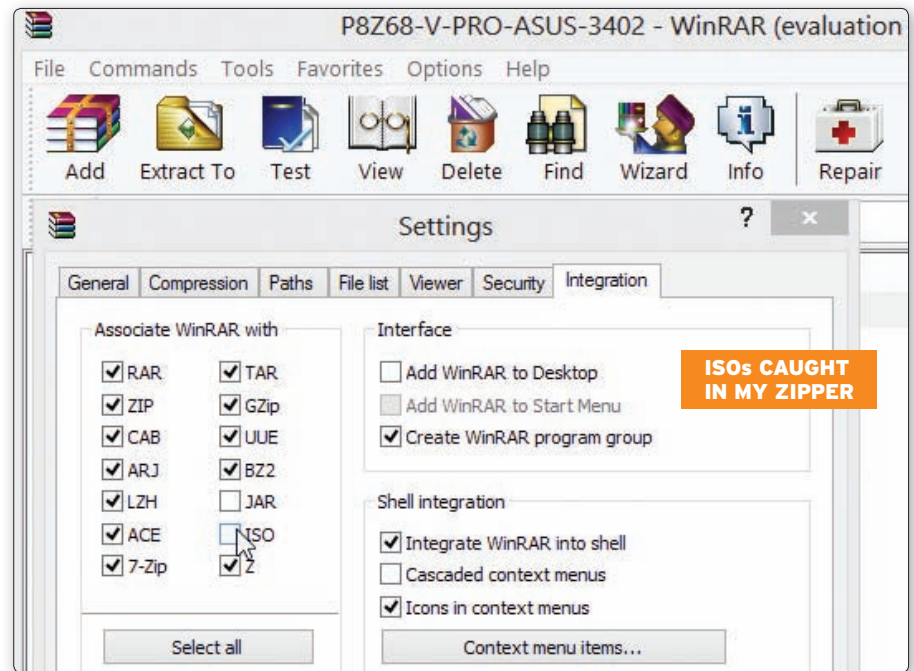 P8Z68-V-PRO-ASUS-3402 - WinRAR (evaluation
File Commands Tools Favorites Options Help
Add Extract To Test View Delete Find Wizard Info Repair
Settings ? x
General Compression Paths File list Viewer Security Integration
Associate WinRAR with
RAR TAR
ZIP GZip
CAB UUE
ARJ BZ2
LZH JAR
ACE ISO
7-Zip Z
Select all
Interface
Add WinRAR to Desktop
Add WinRAR to Start Menu
Create WinRAR program group
Shell integration
Integrate WinRAR into shell
Cascaded context menus
Icons in context menus
Context menu items...
ISOs CAUGHT
IN MY ZIPPER